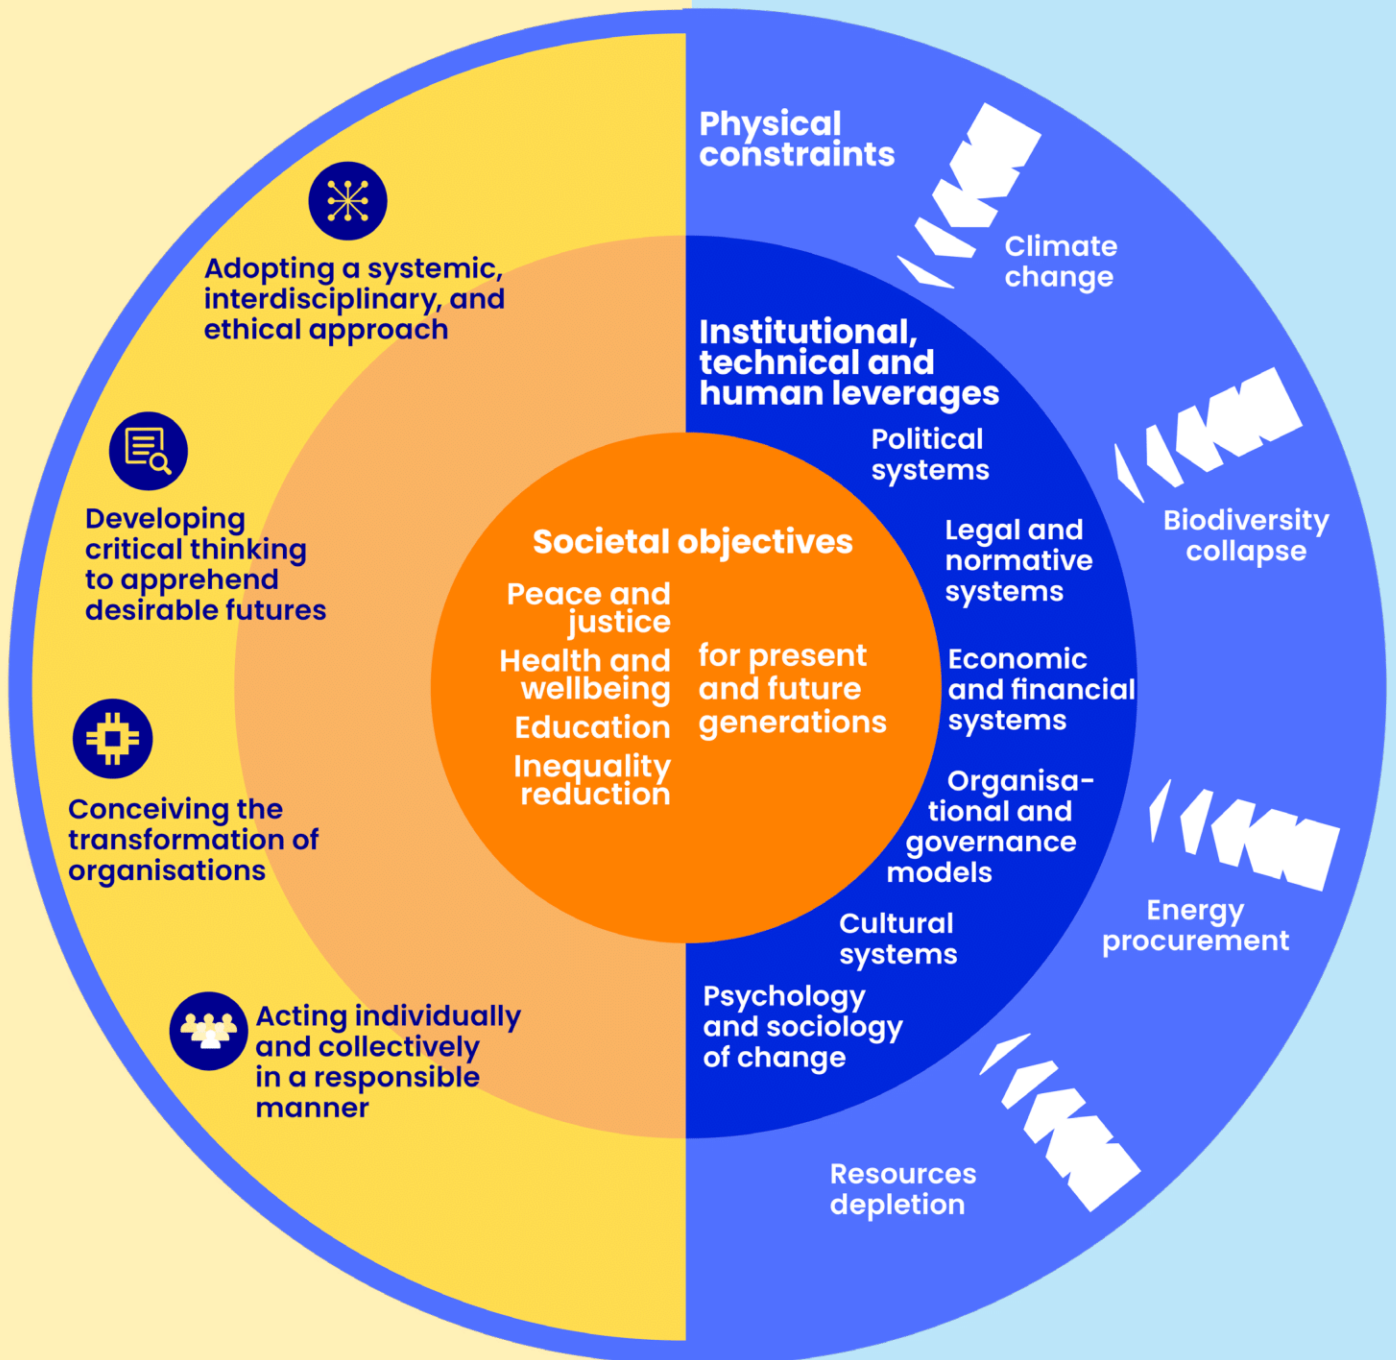 Adopting a systemic,
interdisciplinary, and
ethical approach
Developing
critical thinking
to apprehend
desirable futures
Conceiving the
transformation of
organisations
Acting individually
and collectively
in a responsible
manner
Societal objectives
Peace and
justice
Health and
wellbeing
Education
Inequality
reduction
for present
and future
generations
Institutional,
technical and
human leverages
Political
systems
Legal and
normative
systems
Economic
and financial
systems
Organisa-
tional and
governance
models
Cultural
systems
Psychology
and sociology
of change
Physical
constraints
Climate
change
Biodiversity
collapse
Energy
procurement
Resources
depletion